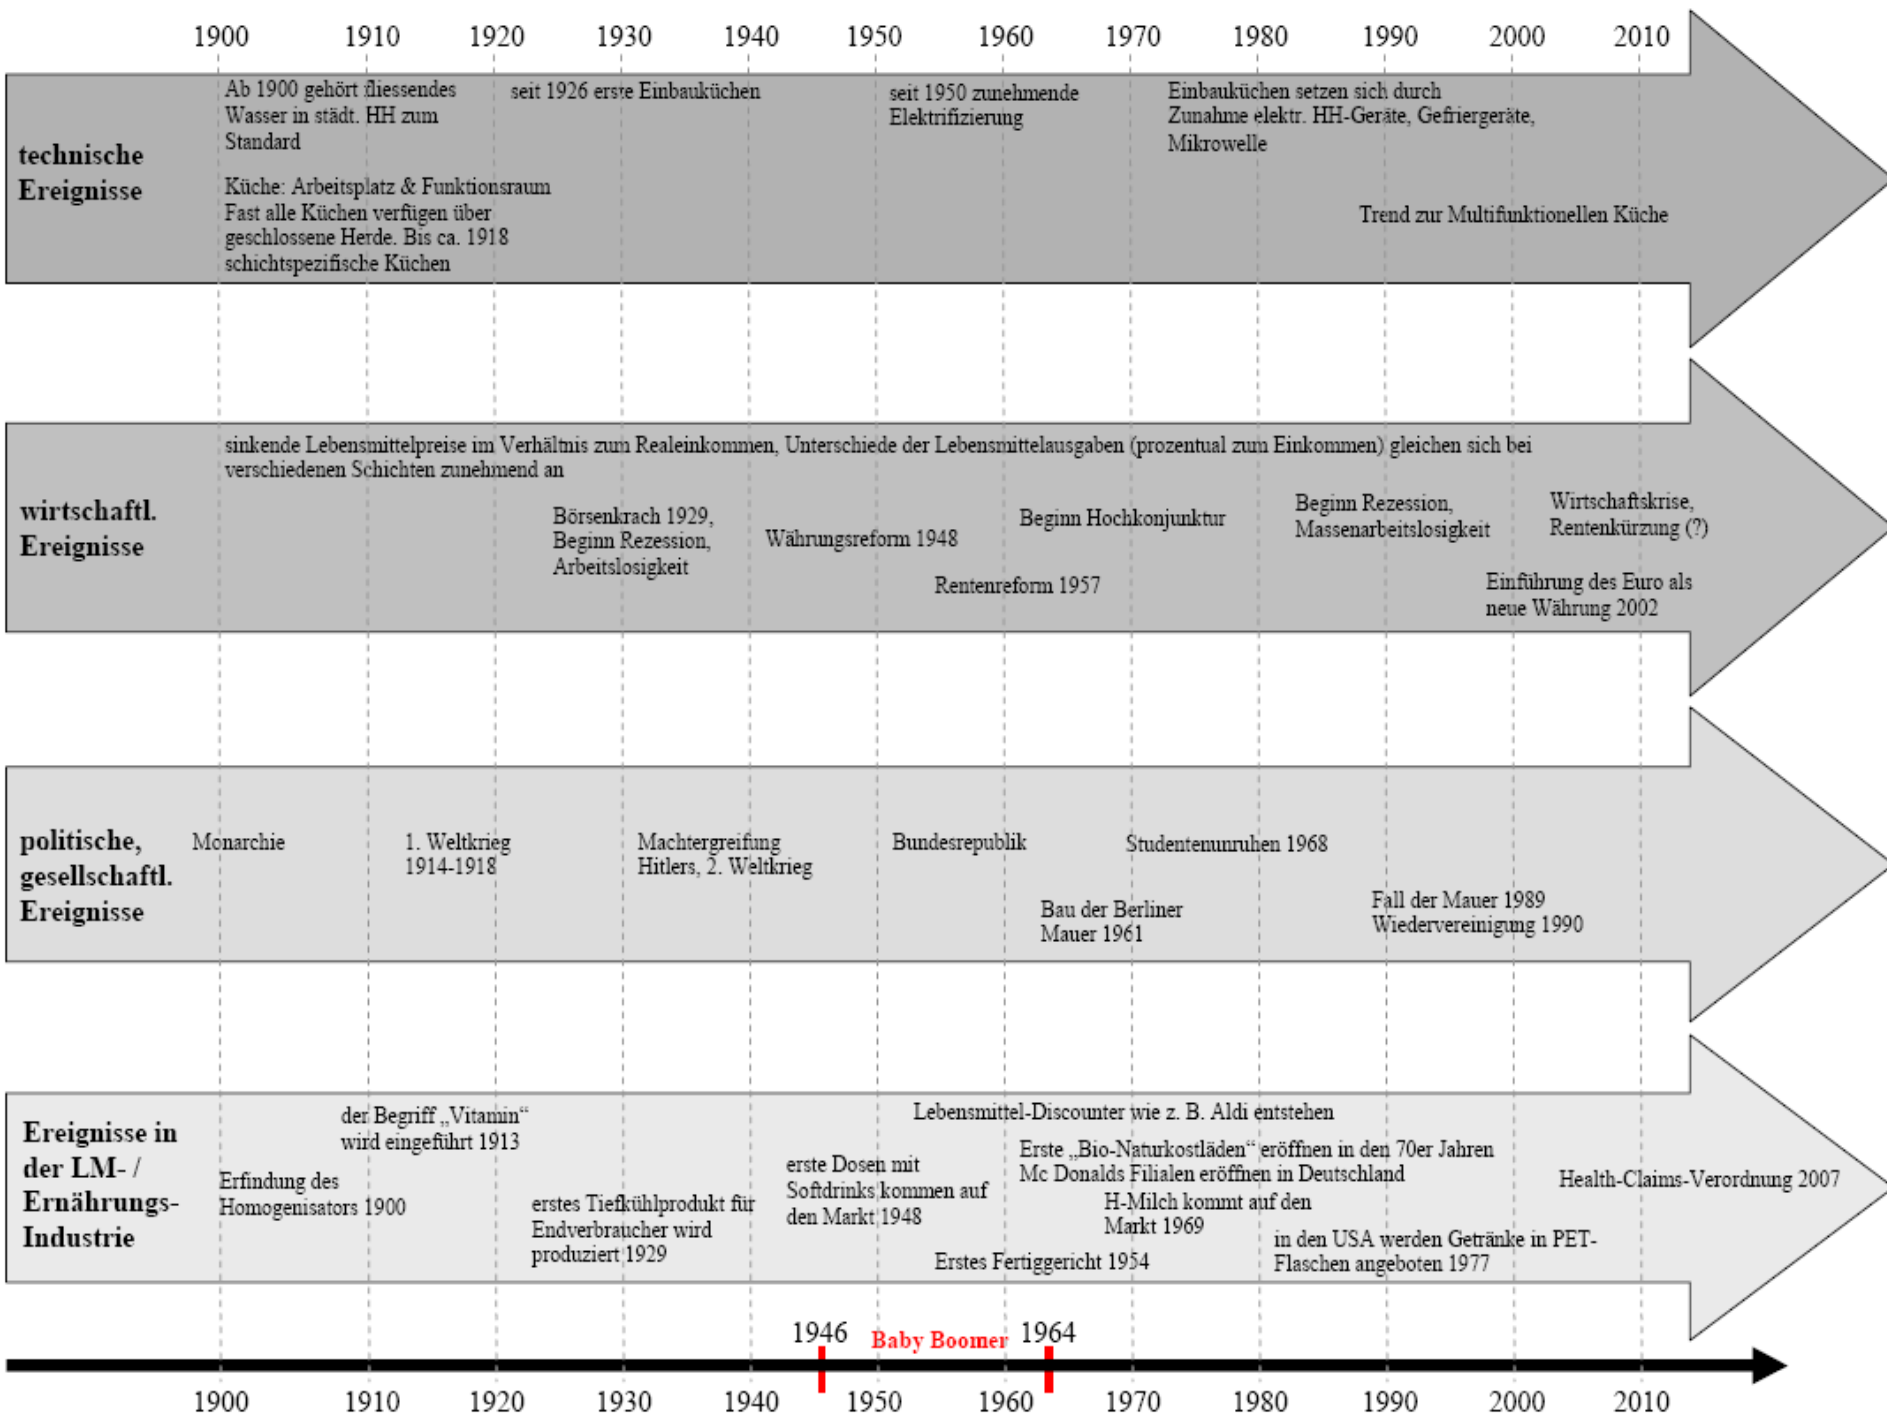 1900 1910 1920 1930 1940 1950 1960 1970 1980 1990 2000 2010
technische
Ereignisse
Ab 1900 gehört fliessendes
Wasser in städt. HH zum
Standard
Küche: Arbeitsplatz & Funktionsraum
Fast alle Küchen verfügen über
geschlossene Herde. Bis ca. 1918
schichtspezifische Küchen
seit 1926 erste Einbauküchen
seit 1950 zunehmende
Elektrifizierung
Einbauküchen setzen sich durch
Zunahme elektr. HH-Geräte, Gefriergeräte,
Mikrowelle
Trend zur Multifunktionellen Küche
wirtschaftl.
Ereignisse
sinkende Lebensmittelpreise im Verhältnis zum Realeinkommen, Unterschiede der Lebensmittelausgaben (prozentual zum Einkommen) gleichen sich bei
verschiedenen Schichten zunehmend an
Börsenkrach 1929,
Beginn Rezession,
Arbeitslosigkeit
Währungsreform 1948
Rentenreform 1957
Beginn Hochkonjunktur
Beginn Rezession,
Massenarbeitslosigkeit
Wirtschaftskrise,
Rentenkürzung (?)
Einführung des Euro als
neue Währung 2002
politische,
gesellschaftl.
Ereignisse
Monarchie
1. Weltkrieg
1914-1918
Machtergreifung
Hitlers, 2. Weltkrieg
Bundesrepublik
Bau der Berliner
Mauer 1961
Studentenunruhen 1968
Fall der Mauer 1989
Wiedervereinigung 1990
Ereignisse in
der LM- /
Ernährungs-
Industrie
der Begriff „Vitamin“
wird eingeführt 1913
Erfindung des
Homogenisators 1900
erstes Tiefkühlprodukt für
Endverbraucher wird
produziert 1929
erste Dosen mit
Softdrinks kommen auf
den Markt 1948
Lebensmittel-Discounter wie z. B. Aldi entstehen
Erste „Bio-Naturkostläden“ eröffnen in den 70er Jahren
Mc Donalds Filialen eröffnen in Deutschland
H-Milch kommt auf den
Markt 1969
Erstes Fertiggericht 1954
in den USA werden Getränke in PET-
Flaschen angeboten 1977
Health-Claims-Verordnung 2007
1946 Baby Boomer 1964
1900 1910 1920 1930 1940 1950 1960 1970 1980 1990 2000 2010